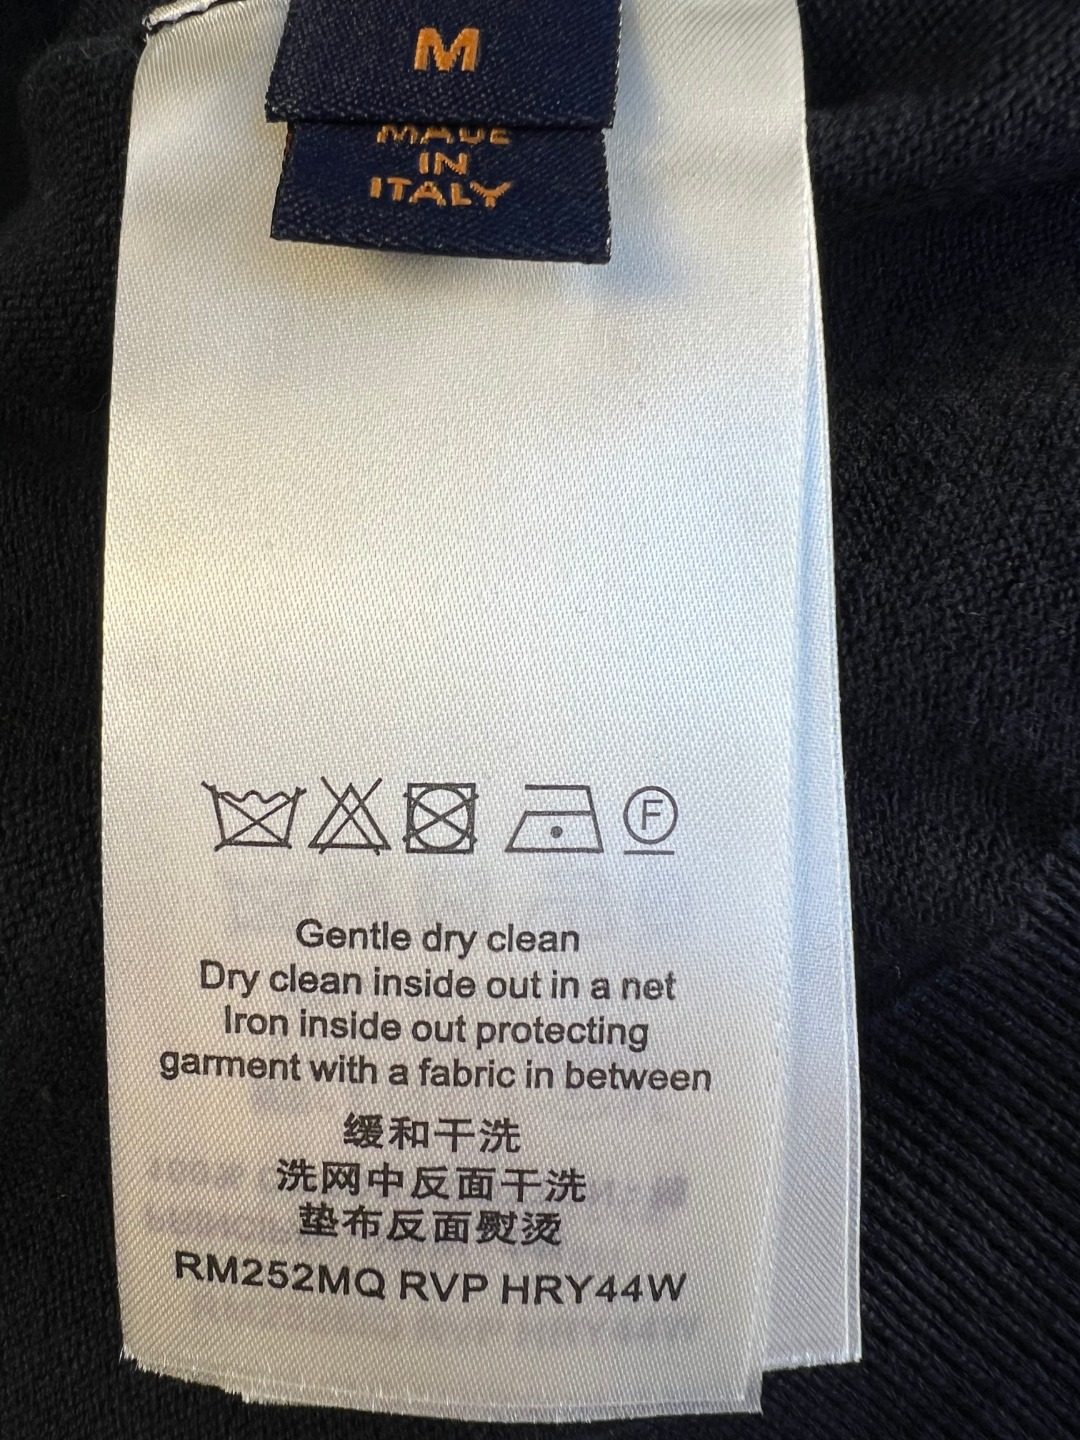 M
MADE
IN
ITALY
F
Gentle dry clean
Dry clean inside out in a net
Iron inside out protecting
garment with a fabric in between
缓和干洗
洗网中反面干洗
垫布反面熨烫
RM252MQ RVP HRY44W